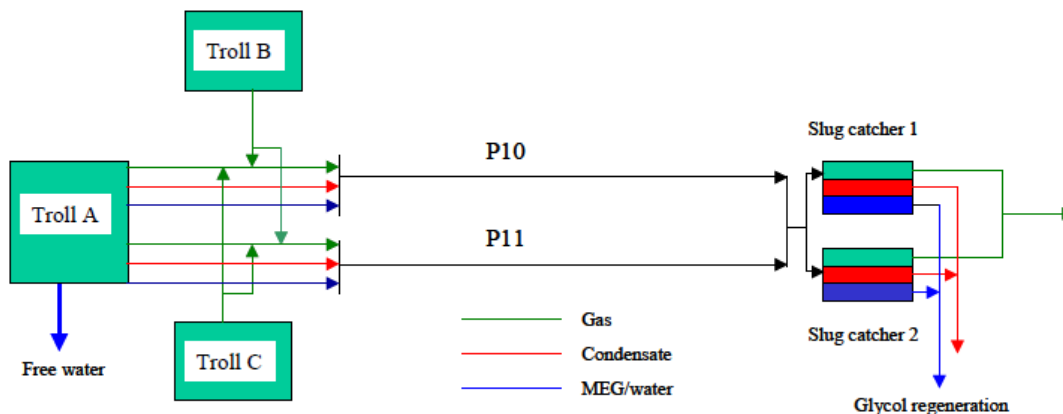 Troll B
Slug catcher 1
P10
Troll A
P11
Slug catcher 2
Gas
Free water
Troll C
Condensate
MEG/water
Glycol regeneration